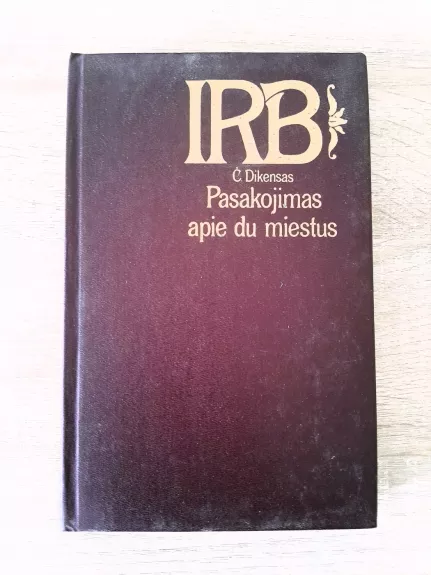 IRB
Č. Dikensas
Pasakojimas
apie du miestus